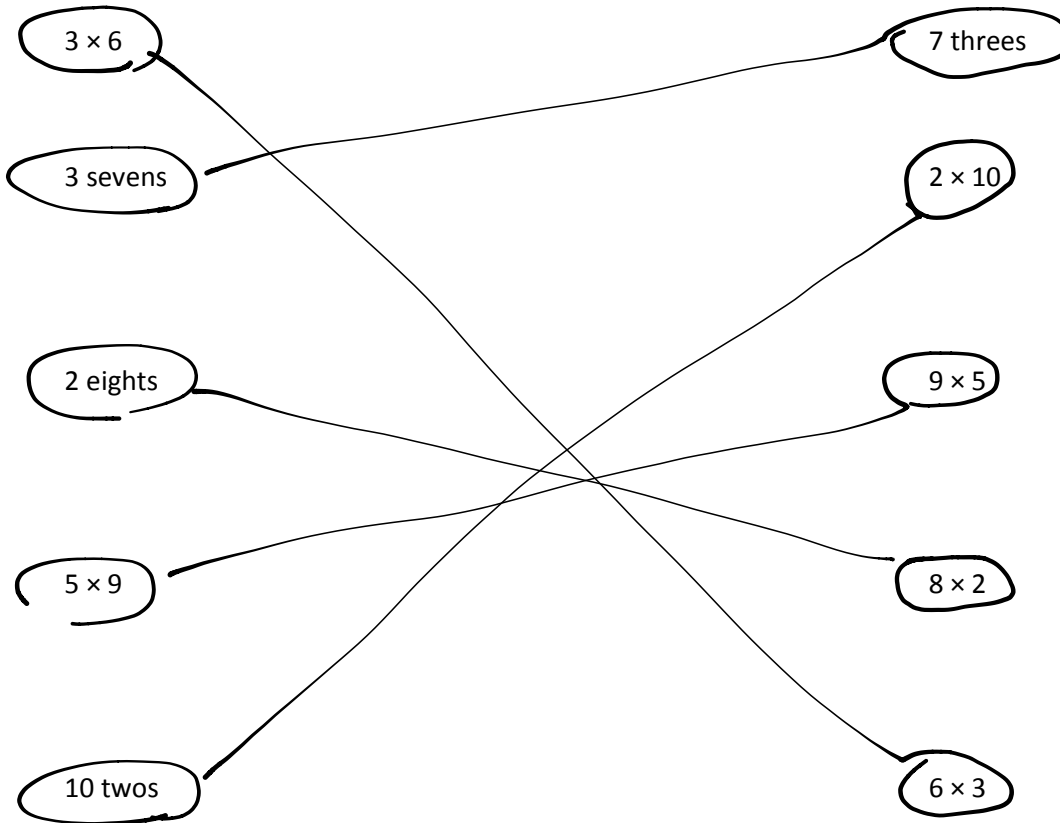 3 × 6
7 threes
3 sevens
2 × 10
2 eights
9 × 5
5 × 9
8 × 2
10 twos
6 × 3